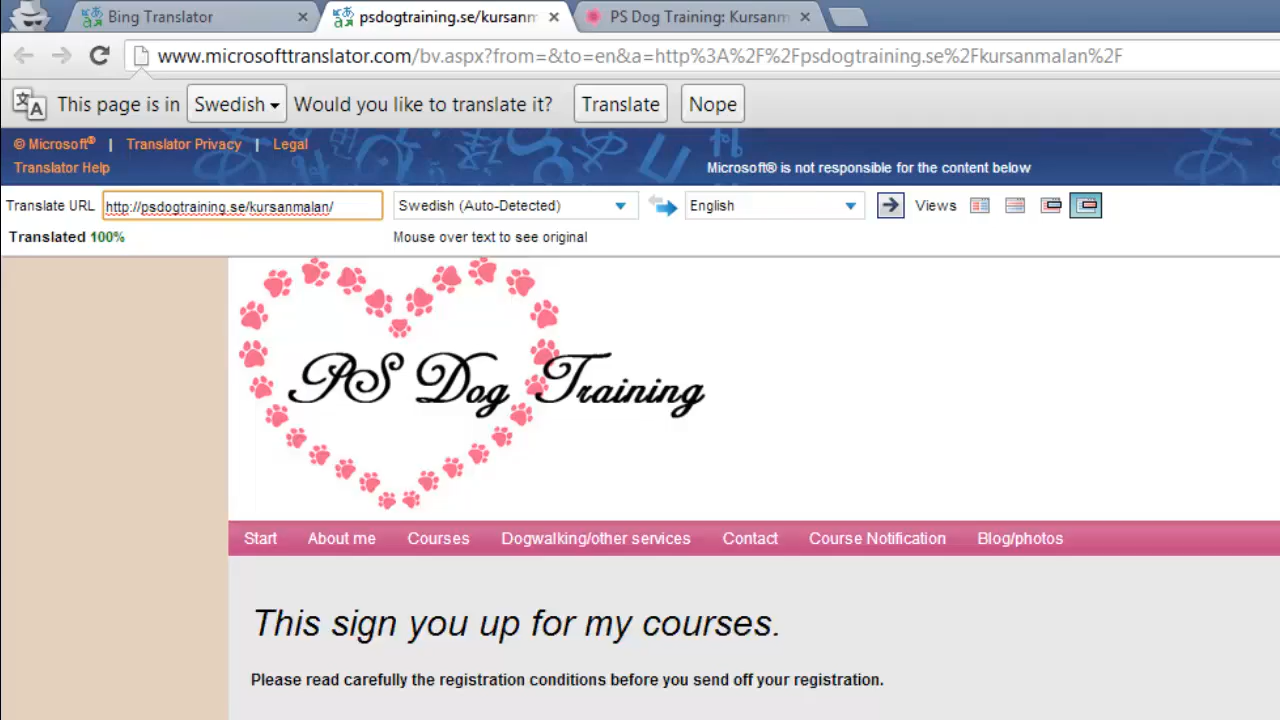 Bing Translator
psdogtraining.se/kursanm
PS Dog Training: Kursanm
www.microsofttranslator.com/bv.aspx?from=&to=en&a=http%3A%2F%2Fpsdogtraining.se%2Fkursanmalan%2F
This page is in Swedish Would you like to translate it? Translate Nope
© Microsoft® | Translator Privacy | Legal
Translator Help
Microsoft® is not responsible for the content below
Translate URL http://psdogtraining.se/kursanmalan/ Swedish (Auto-Detected) English Views
Translated 100% Mouse over text to see original
PS Dog Training
Start About me Courses Dogwalking/other services Contact Course Notification Blog/photos
This sign you up for my courses.
Please read carefully the registration conditions before you send off your registration.